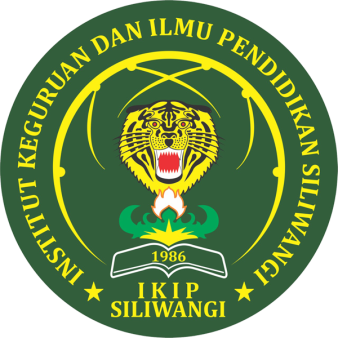 INSTITUT KEGURUAN DAN ILMU PENDIDIKAN SILIWANGI
1986
IKIP
SILIWANGI